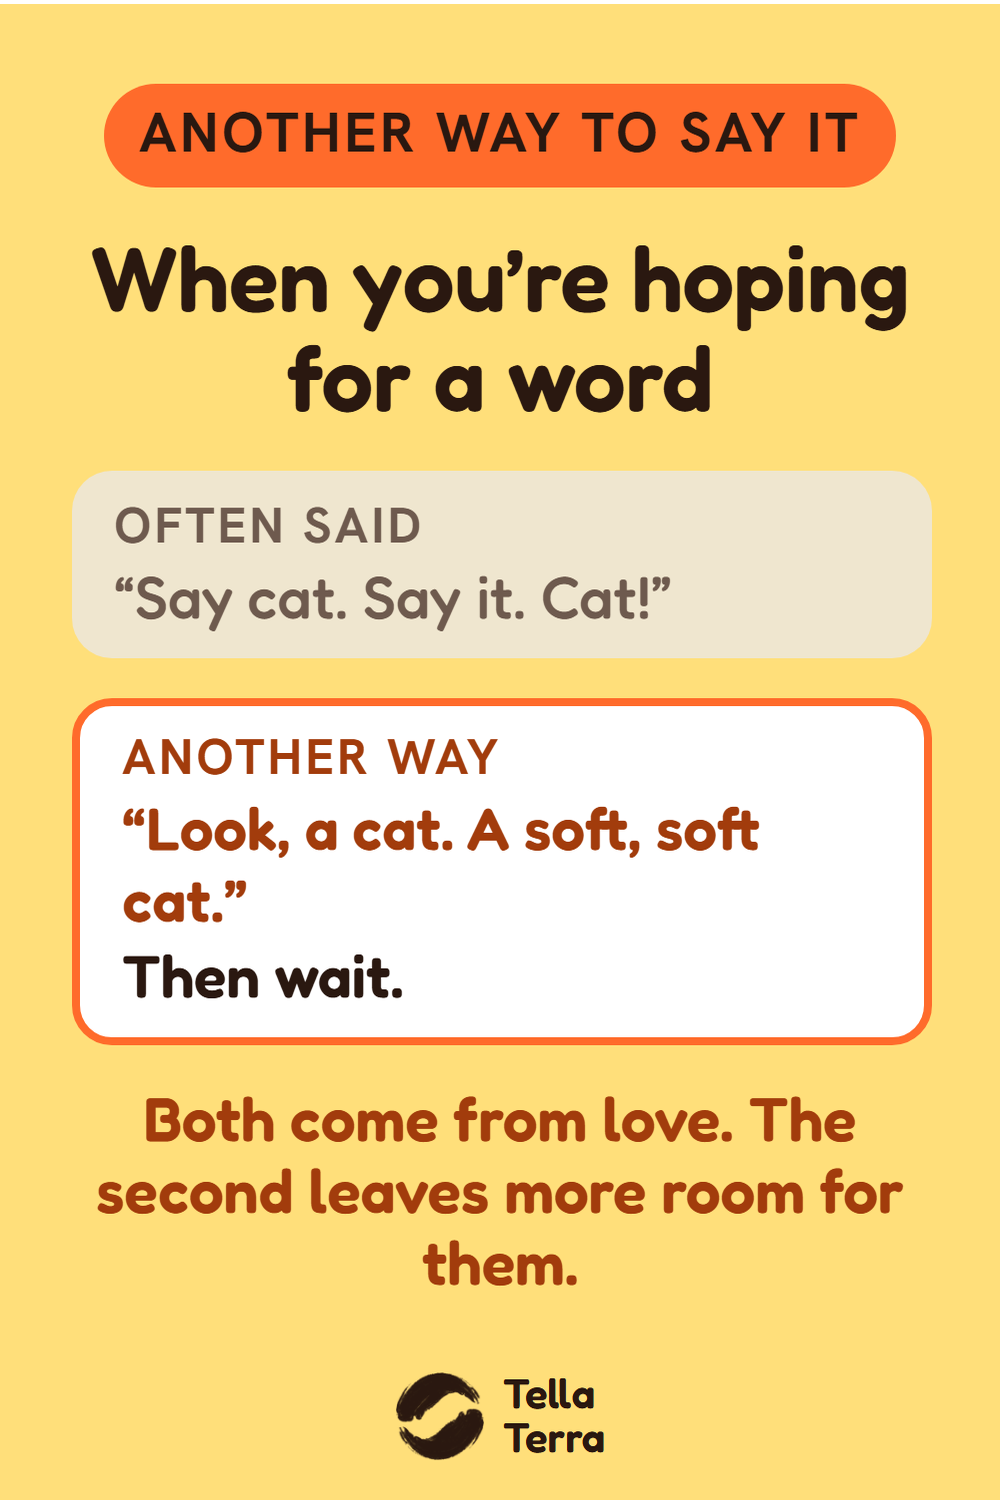 ANOTHER WAY TO SAY IT
When you’re hoping
for a word
OFTEN SAID
“Say cat. Say it. Cat!”
ANOTHER WAY
“Look, a cat. A soft, soft
cat.”
Then wait.
Both come from love. The
second leaves more room for
them.
Tella
Terra